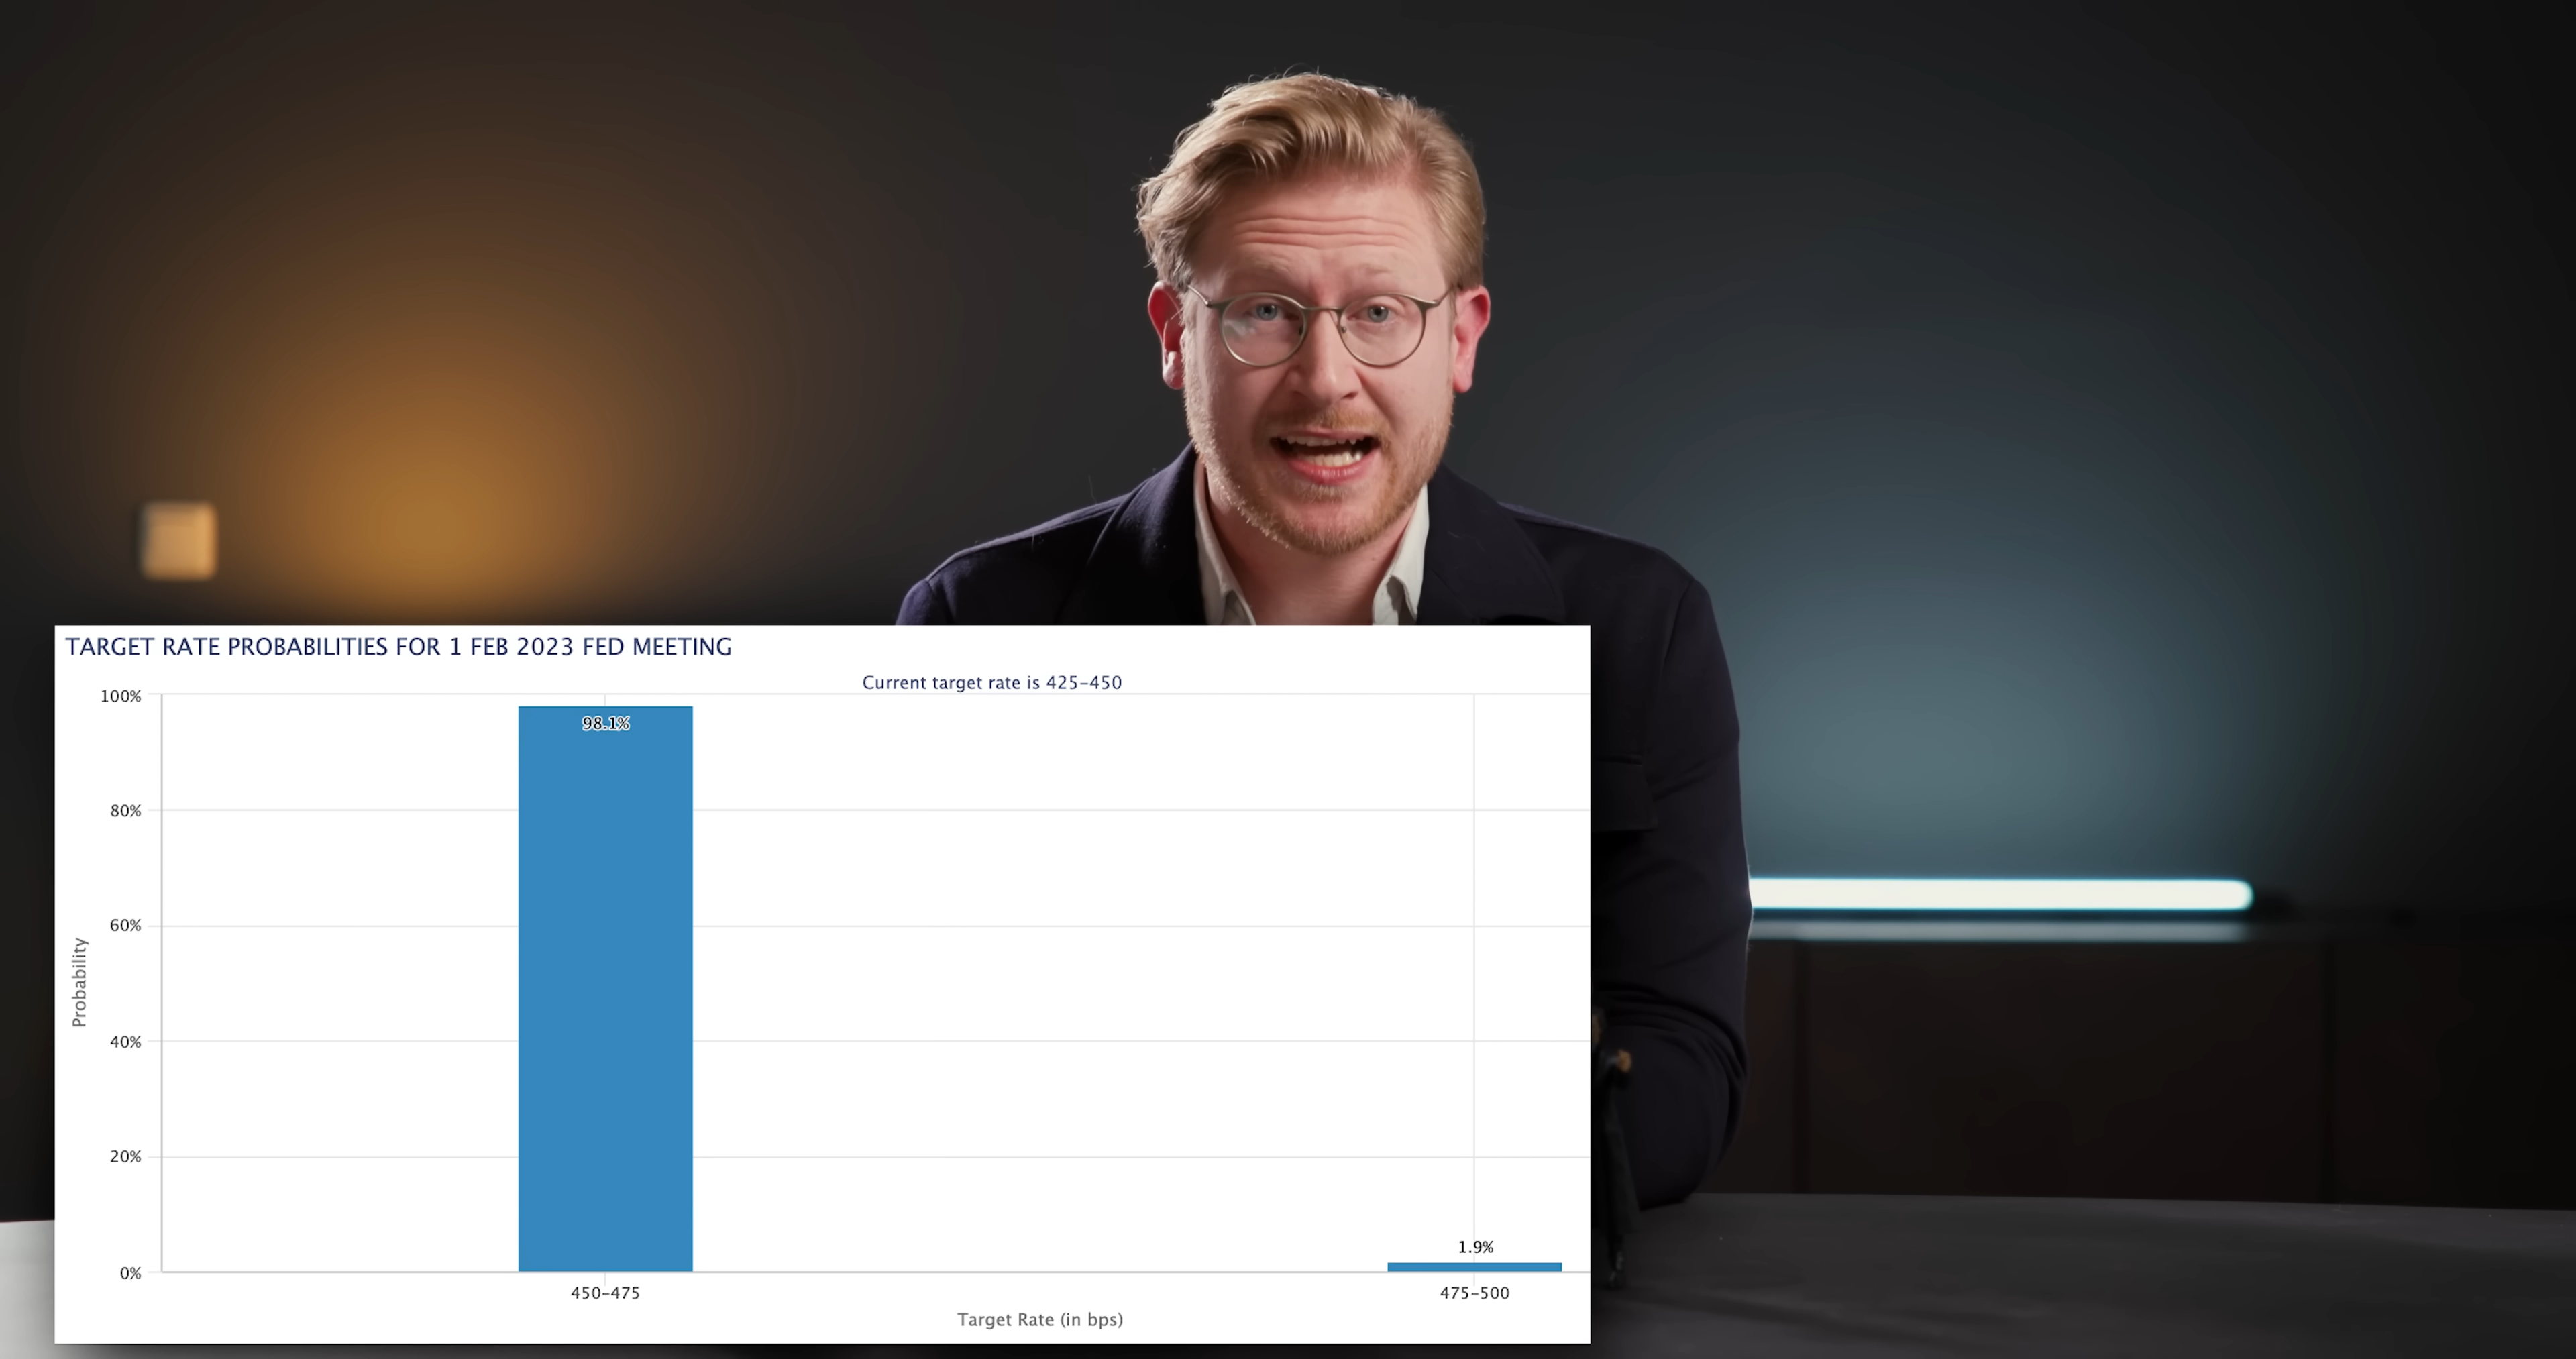 TARGET RATE PROBABILITIES FOR 1 FEB 2023 FED MEETING
Current target rate is 425-450
100%
98.1%
80%
60%
Probability
40%
20%
1.9%
0%
450-475
475-500
Target Rate (in bps)